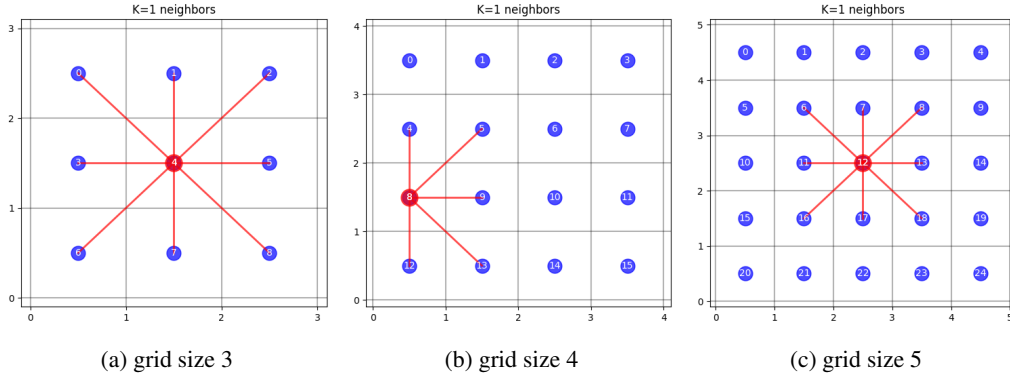 K=1 neighbors
3
0 1 2
2
3 4 5
1
6 7 8
0
0 1 2 3
(a) grid size 3
K=1 neighbors
4
0 1 2 3
3
4 5 6 7
2
8 9 10 11
1
12 13 14 15
0
0 1 2 3 4
(b) grid size 4
K=1 neighbors
5
0 1 2 3 4
4
5 6 7 8 9
3
10 11 12 13 14
2
15 16 17 18 19
1
20 21 22 23 24
0
0 1 2 3 4 5
(c) grid size 5